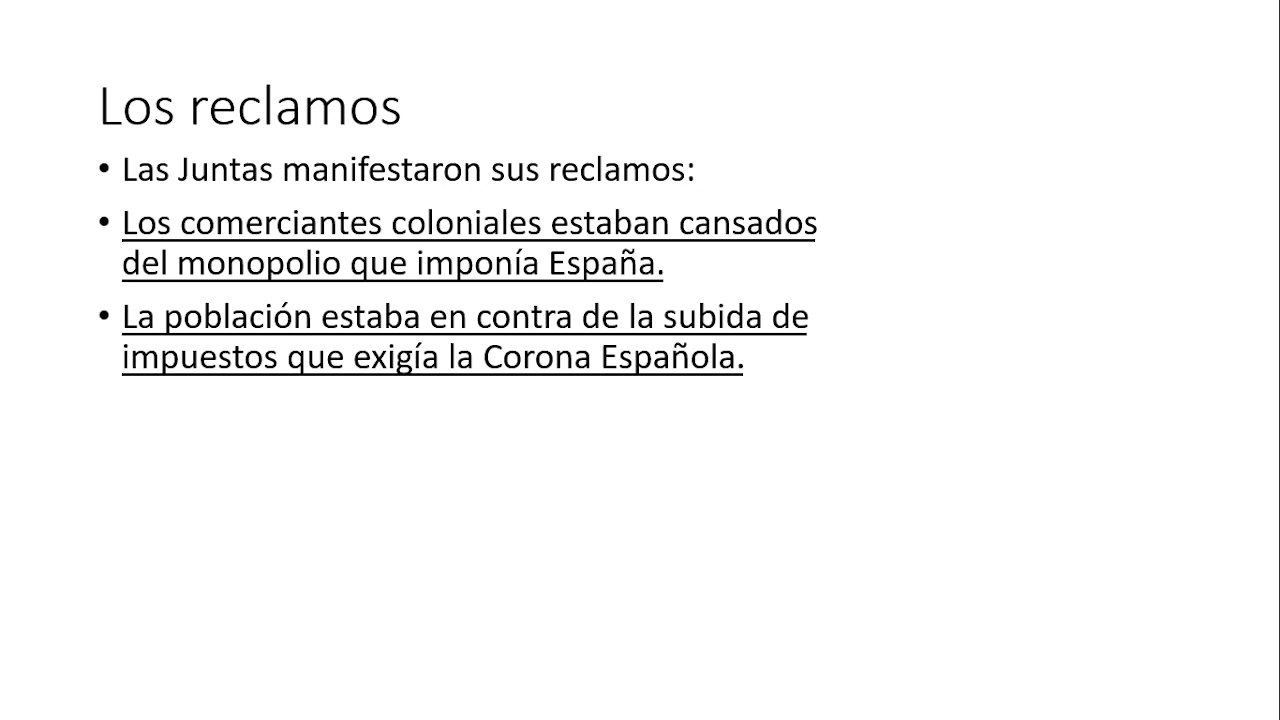 Los reclamos
• Las Juntas manifestaron sus reclamos:
• Los comerciantes coloniales estaban cansados
del monopolio que imponía España.
• La población estaba en contra de la subida de
impuestos que exigía la Corona Española.